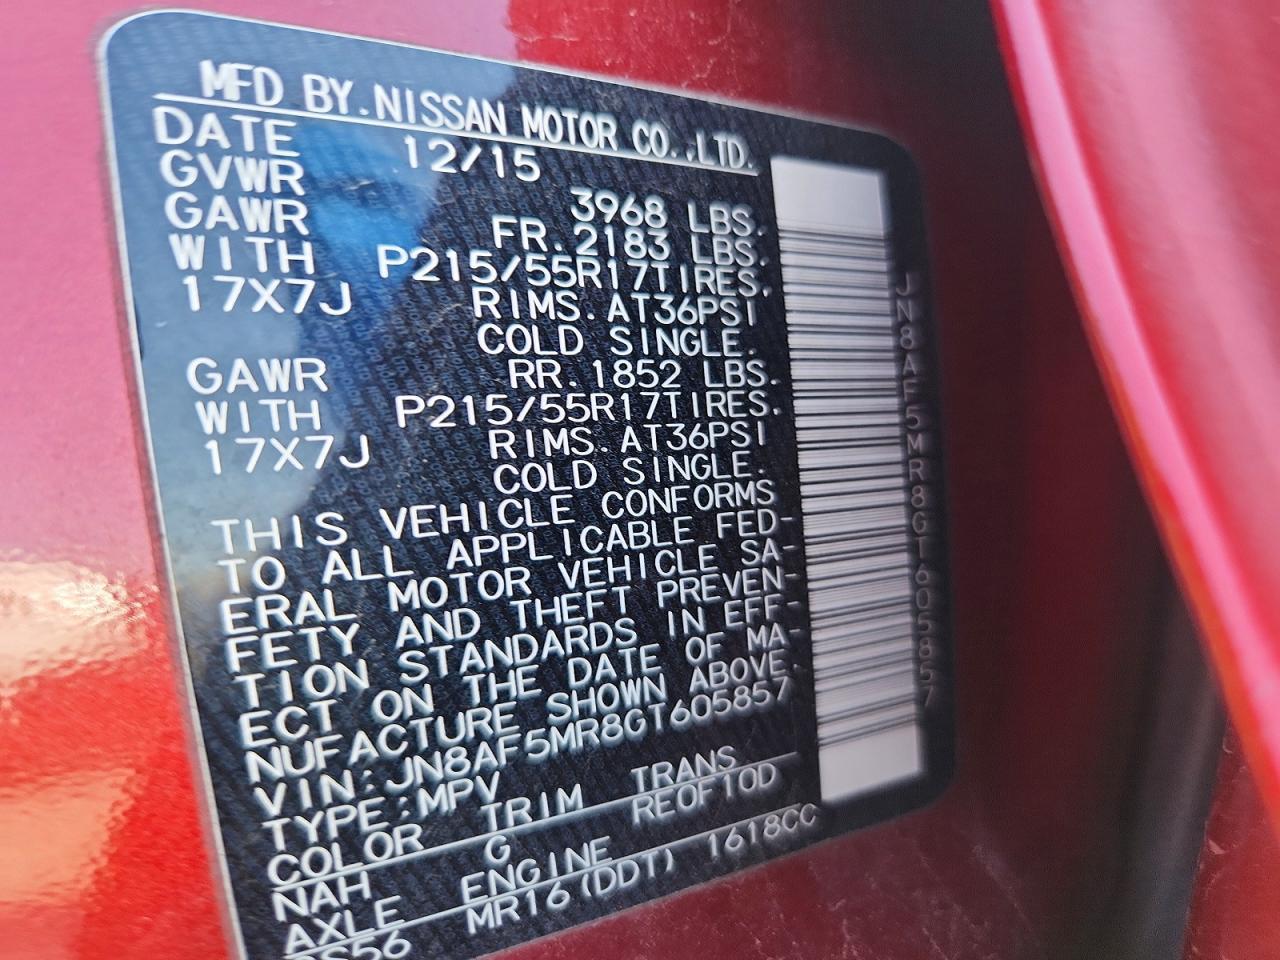 MFD BY.NISSAN MOTOR CO.,LTD.
DATE 12/15
GVWR 3968 LBS.
GAWR FR.2183 LBS.
WITH P215/55R17TIRES.
17X7J RIMS.AT36PSI
COLD SINGLE.
GAWR RR.1852 LBS.
WITH P215/55R17TIRES.
17X7J RIMS.AT36PSI
COLD SINGLE.
THIS VEHICLE CONFORMS
TO ALL APPLICABLE FED-
ERAL MOTOR VEHICLE SA-
FETY AND THEFT PREVEN-
TION STANDARDS IN EFF-
ECT ON THE DATE OF MA-
NUFACTURE SHOWN ABOVE.
VIN:JN8AF5MR8GT605857
TYPE:MPV
COLOR TRIM TRANS
NAH G RE0F10D
AXLE ENGINE
MR16(DDT) 1618CC
JN8AF5MR8GT605857